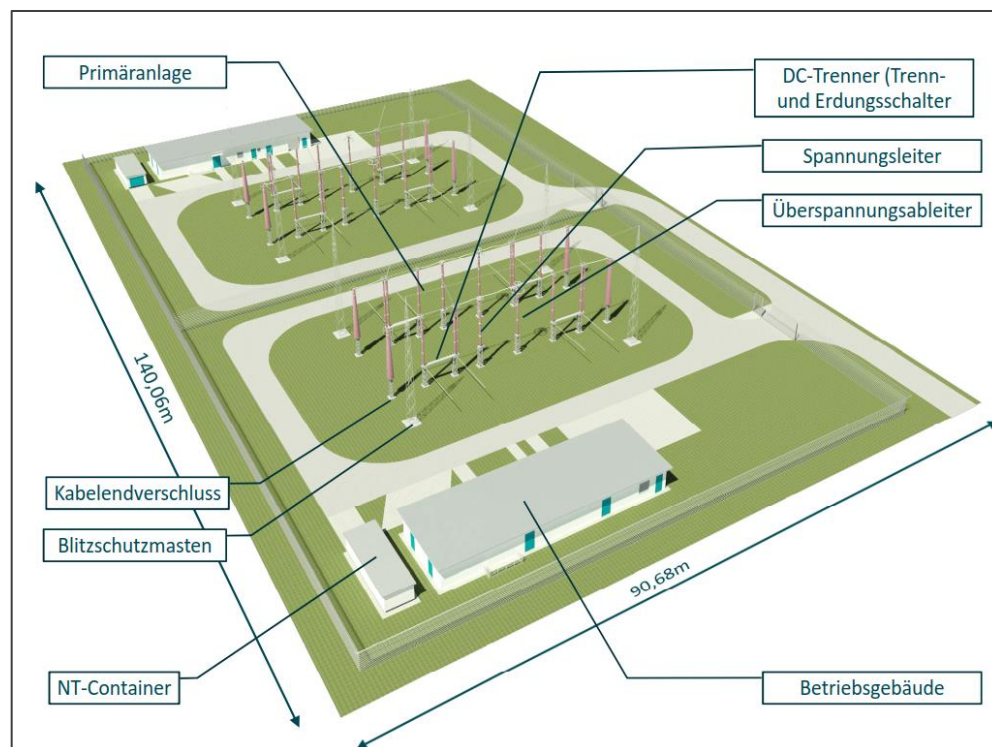 Primäranlage
DC-Trenner (Trenn-
und Erdungsschalter
Spannungsleiter
Überspannungsableiter
140,06m
Kabelendverschluss
Blitzschutzmasten
90,68m
NT-Container
Betriebsgebäude